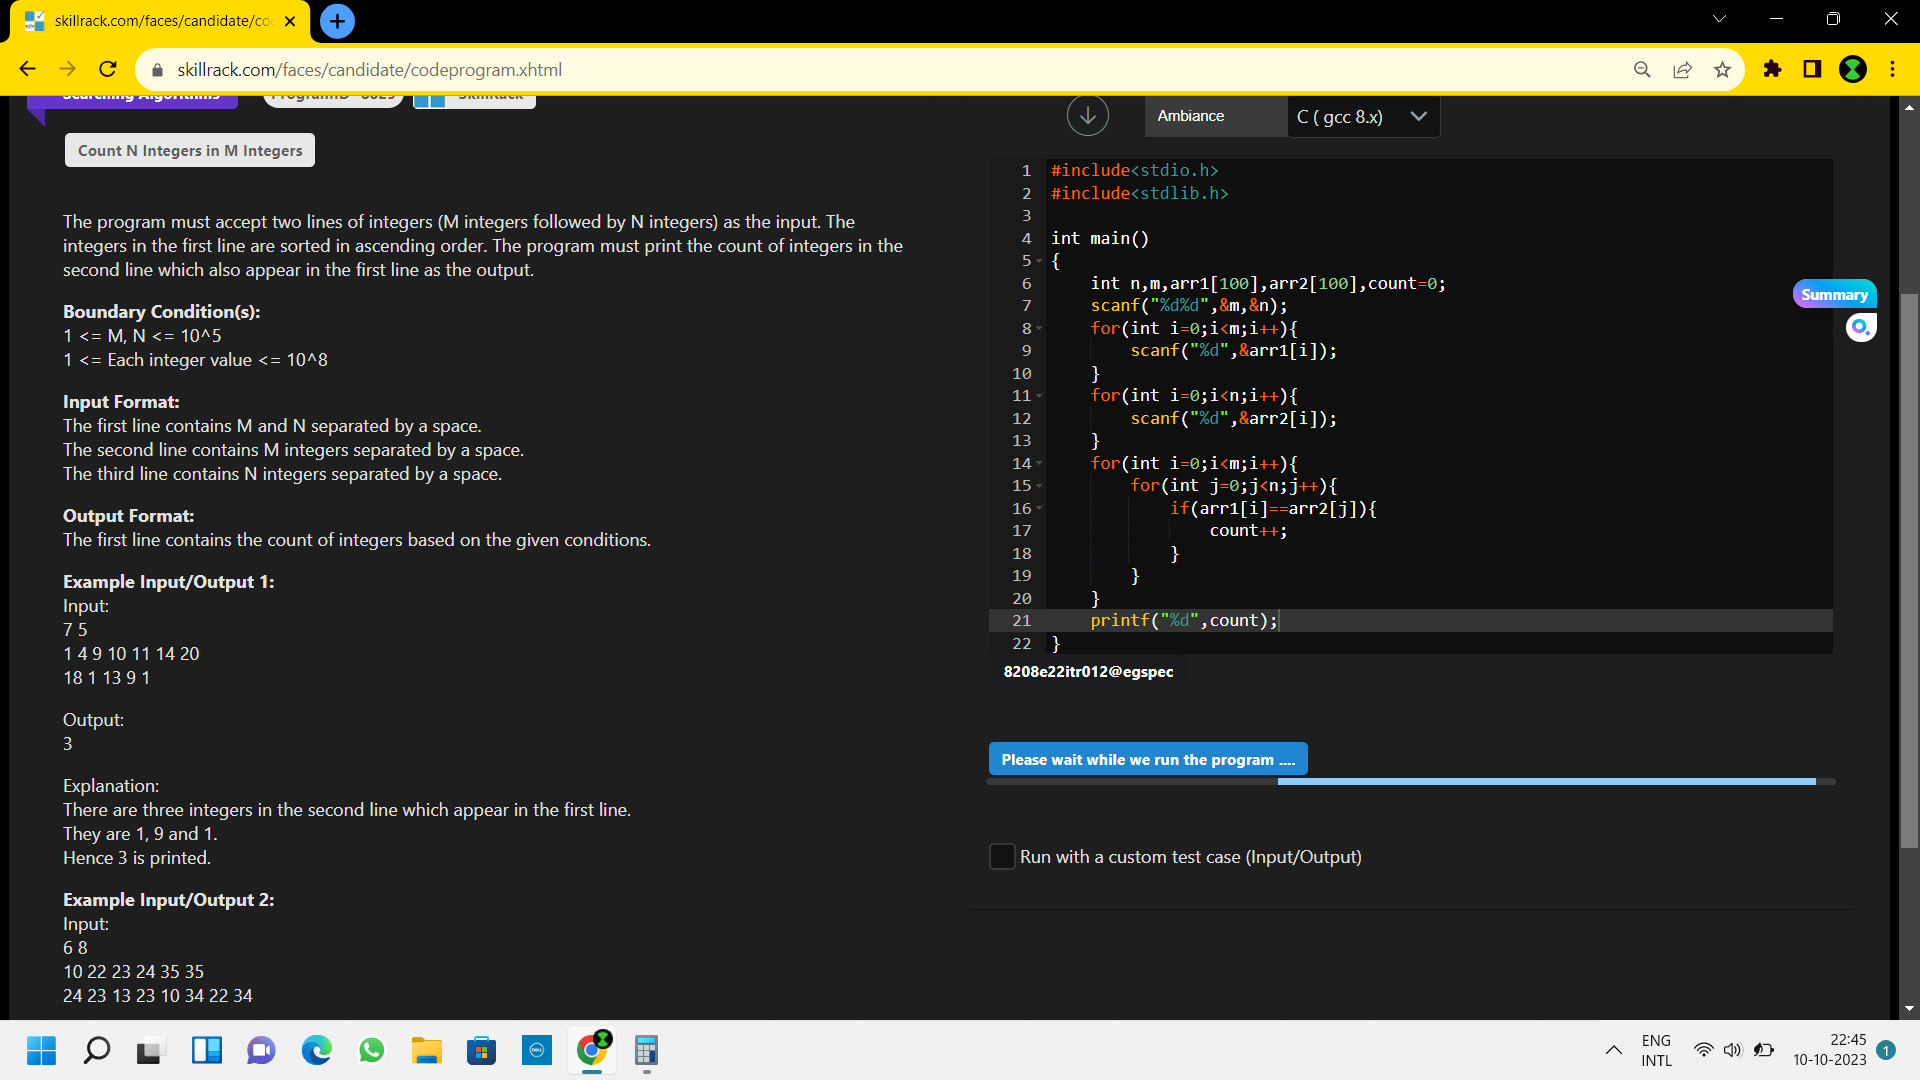 skillrack.com/faces/candidate/co
skillrack.com/faces/candidate/codeprogram.xhtml
Searching Algorithms
SkillRack
Count N Integers in M Integers
The program must accept two lines of integers (M integers followed by N integers) as the input. The
integers in the first line are sorted in ascending order. The program must print the count of integers in the
second line which also appear in the first line as the output.
Boundary Condition(s):
1 <= M, N <= 10^5
1 <= Each integer value <= 10^8
Input Format:
The first line contains M and N separated by a space.
The second line contains M integers separated by a space.
The third line contains N integers separated by a space.
Output Format:
The first line contains the count of integers based on the given conditions.
Example Input/Output 1:
Input:
7 5
1 4 9 10 11 14 20
18 1 13 9 1
Output:
3
Explanation:
There are three integers in the second line which appear in the first line.
They are 1, 9 and 1.
Hence 3 is printed.
Example Input/Output 2:
Input:
6 8
10 22 23 24 35 35
24 23 13 23 10 34 22 34
Ambiance
C ( gcc 8.x)
1 #include<stdio.h>
2 #include<stdlib.h>
3
4 int main()
5 {
6 int n,m,arr1[100],arr2[100],count=0;
7 scanf("%d%d",&m,&n);
8 for(int i=0;i<m;i++){
9 scanf("%d",&arr1[i]);
10 }
11 for(int i=0;i<n;i++){
12 scanf("%d",&arr2[i]);
13 }
14 for(int i=0;i<m;i++){
15 for(int j=0;j<n;j++){
16 if(arr1[i]==arr2[j]){
17 count++;
18 }
19 }
20 }
21 printf("%d",count);
22 }
8208e22itr012@egspec
Please wait while we run the program ....
Run with a custom test case (Input/Output)
Summary
DELL
ENG
INTL
22:45
10-10-2023
1